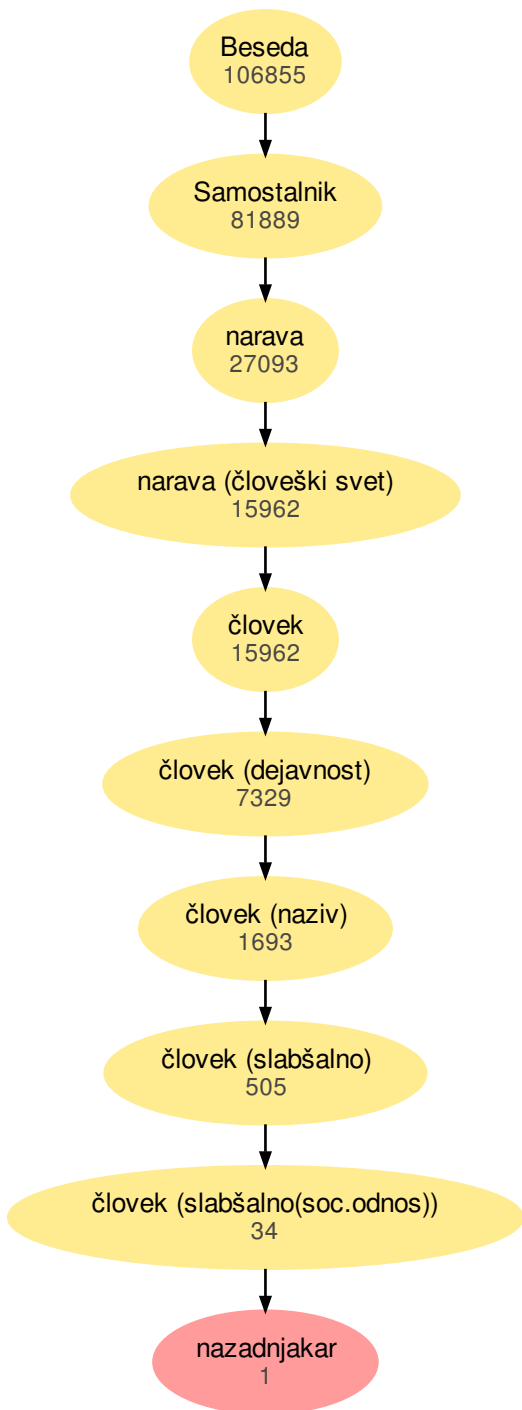 Beseda
106855
Samostalnik
81889
narava
27093
narava (človeški svet)
15962
človek
15962
človek (dejavnost)
7329
človek (naziv)
1693
človek (slabšalno)
505
človek (slabšalno(soc.odnos))
34
nazadnjakar
1